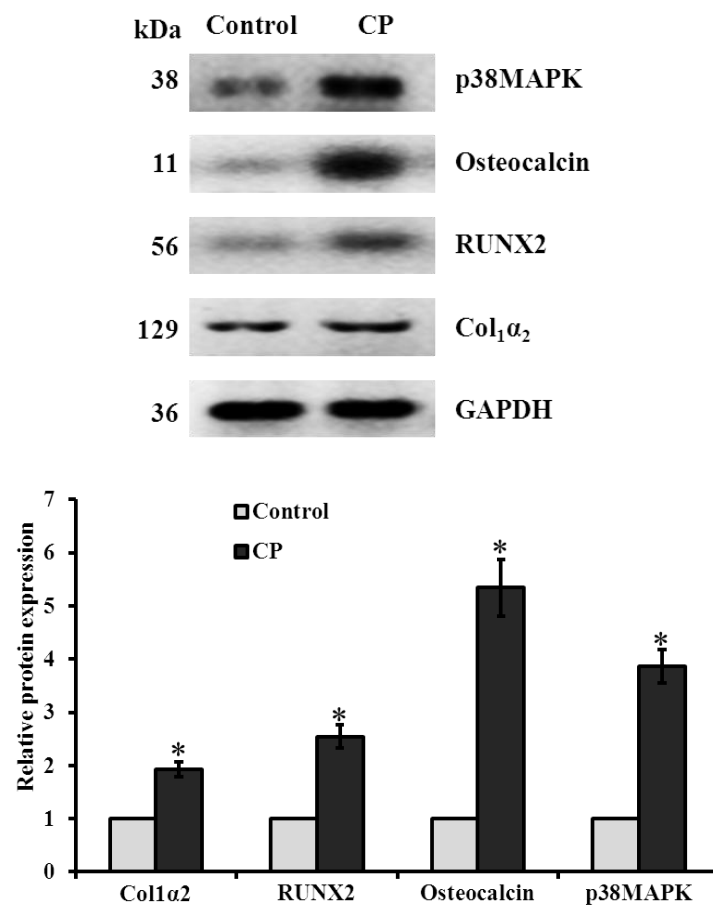 kDa Control CP
38 p38MAPK
11 Osteocalcin
56 RUNX2
129 Col₁α₂
36 GAPDH
7
6
5
4
3
2
1
0
Relative protein expression
Control
CP
* * * *
Col1α2 RUNX2 Osteocalcin p38MAPK